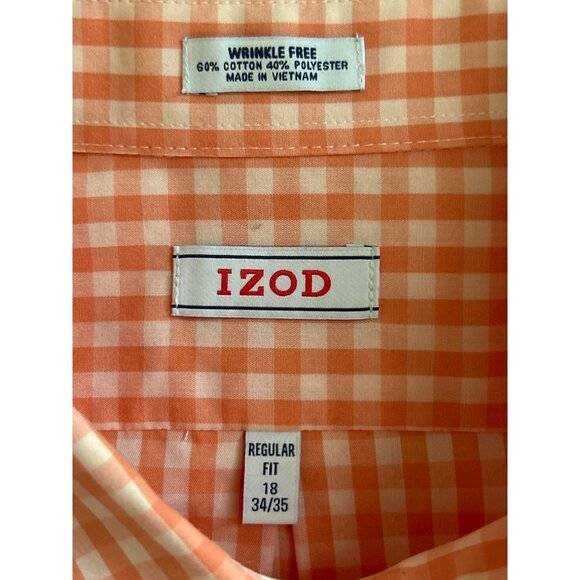 WRINKLE FREE
60% COTTON 40% POLYESTER
MADE IN VIETNAM
IZOD
REGULAR
FIT
18
34/35